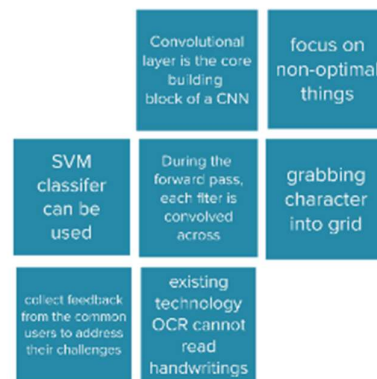 Convolutional
layer is the core
building
block of a CNN
focus on
non-optimal
things
SVM
classifer
can be
used
During the
forward pass,
each filter is
convolved
across
grabbing
character
into grid
collect feedback
from the common
users to address
their challenges
existing
technology
OCR cannot
read
handwritings